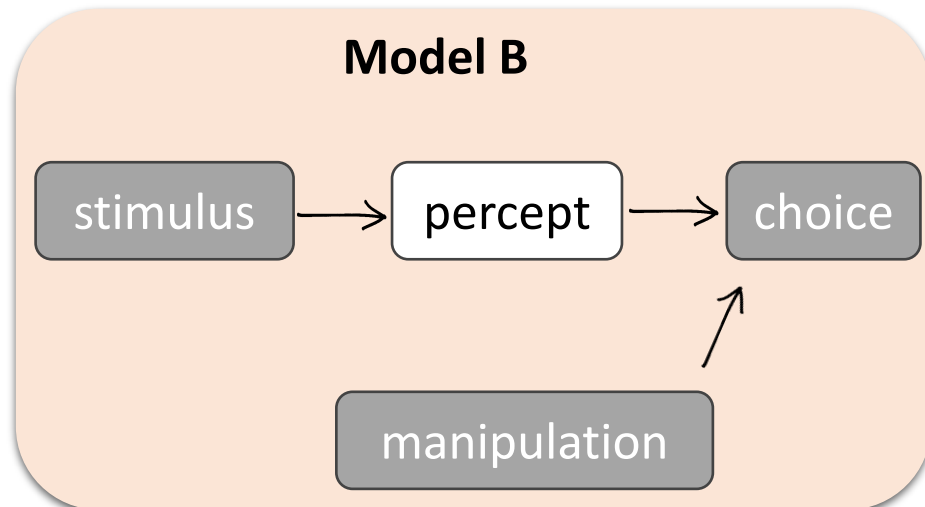 Model B
stimulus
percept
choice
manipulation